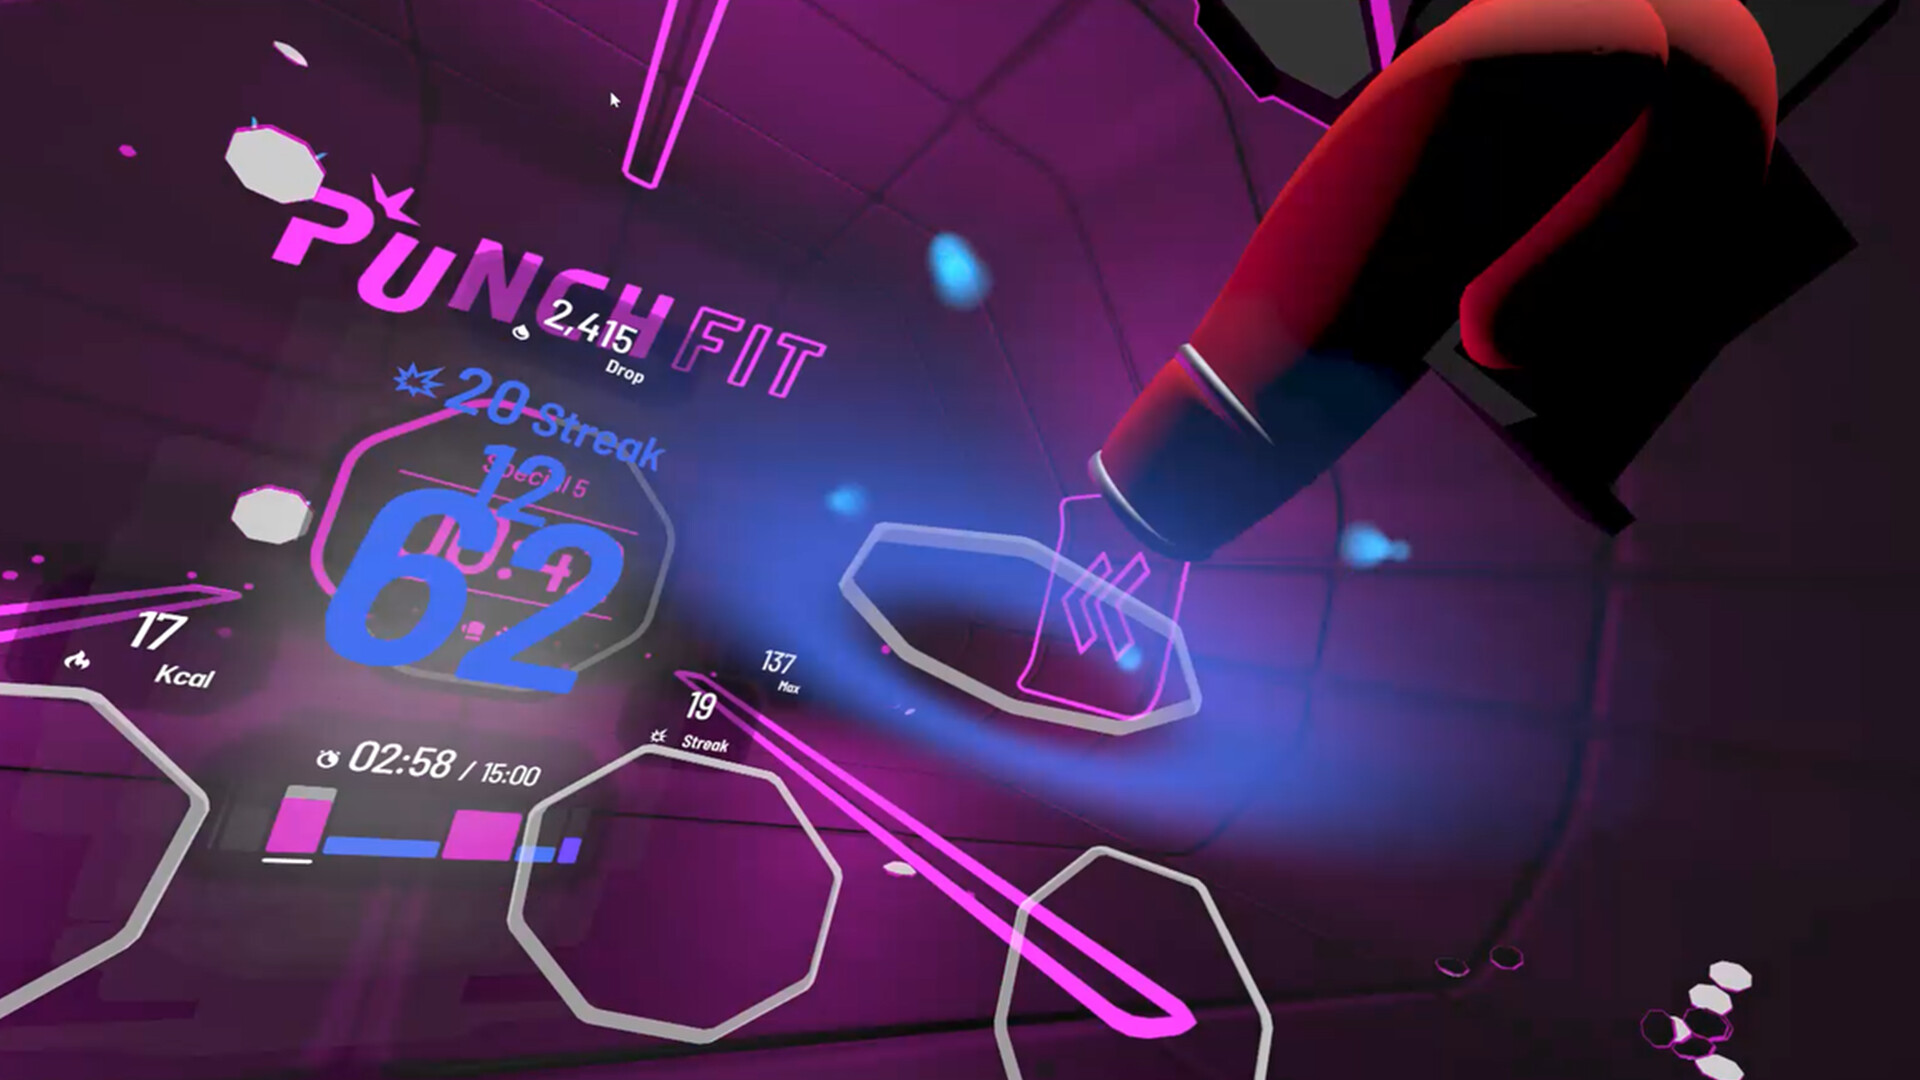 PUNCH FIT
2,415
Drop
20 Streak
12
Special 5
62
17
Kcal
137
Max
19
Streak
02:58 / 15:00